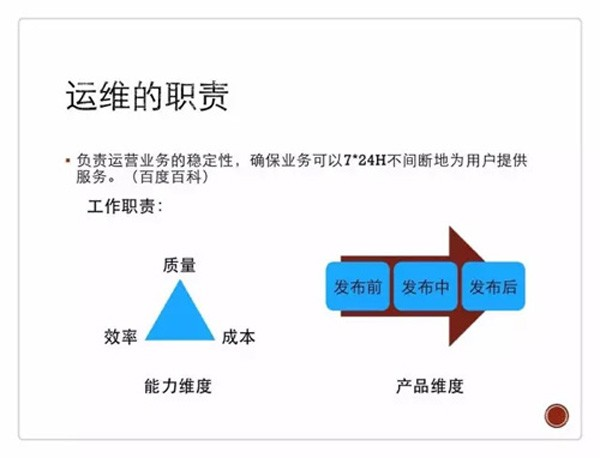 运维的职责
▪ 负责运营业务的稳定性，确保业务可以7*24H不间断地为用户提供
服务。（百度百科）
工作职责：
质量
效率
成本
能力维度
发布前
发布中
发布后
产品维度